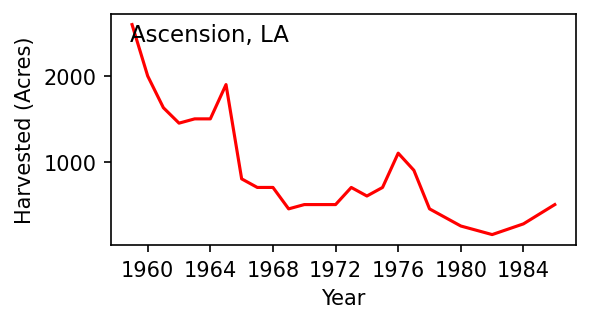 Ascension, LA
Harvested (Acres)
2000
1000
1960 1964 1968 1972 1976 1980 1984
Year